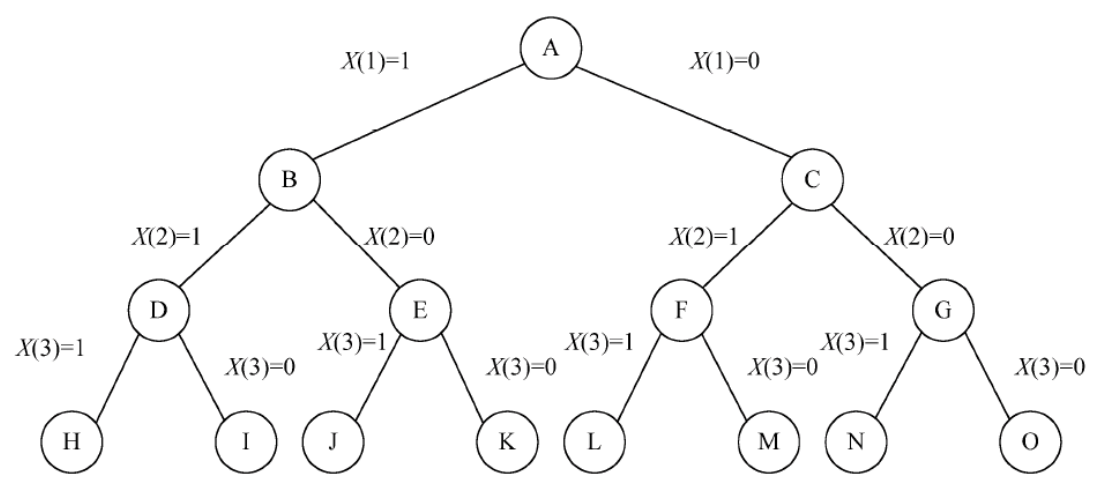 A
X(1)=1
X(1)=0
B
C
X(2)=1
X(2)=0
X(2)=1
X(2)=0
D
E
F
G
X(3)=1
X(3)=0
X(3)=1
X(3)=0
X(3)=1
X(3)=0
X(3)=1
X(3)=0
H
I
J
K
L
M
N
O